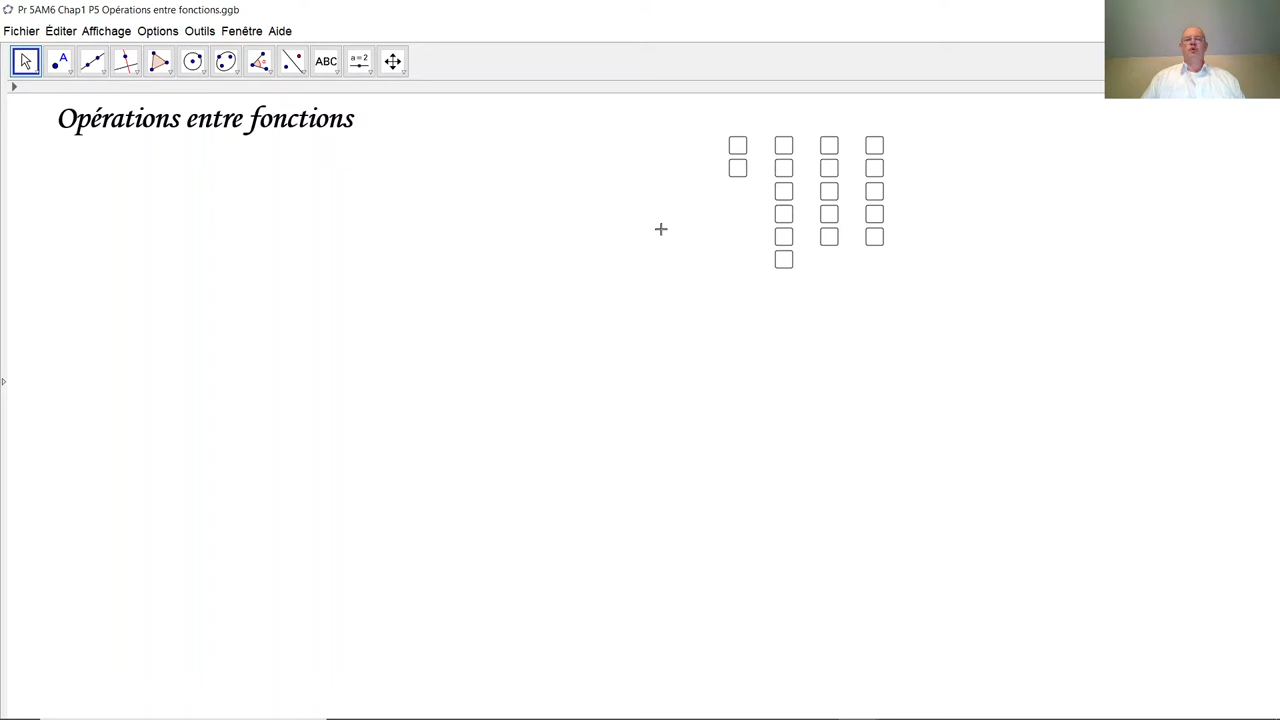 Pr 5AM6 Chap1 P5 Opérations entre fonctions.ggb
Fichier Éditer Affichage Options Outils Fenêtre Aide
A ABC a=2
Opérations entre fonctions